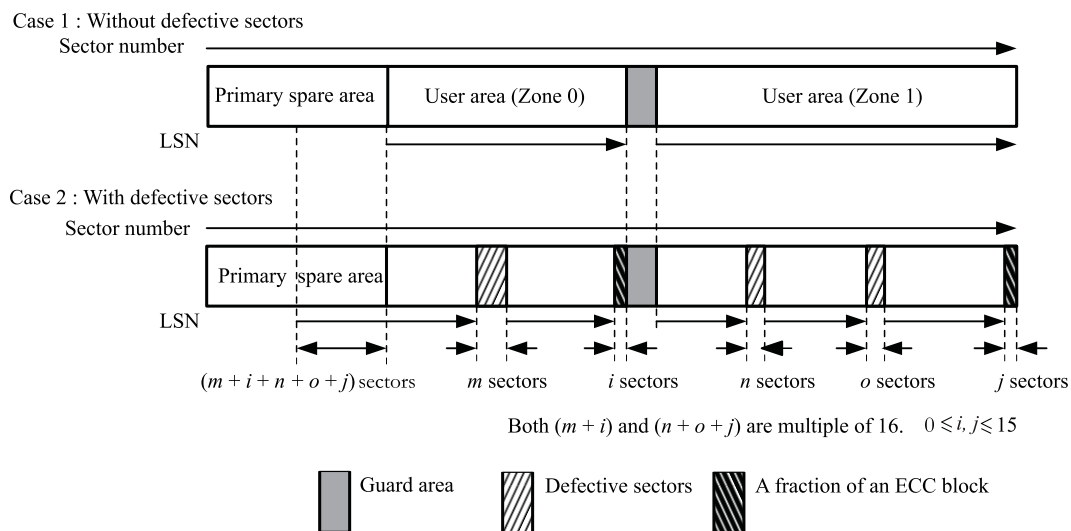 Case 1 : Without defective sectors
Sector number
Primary spare area
User area (Zone 0)
User area (Zone 1)
LSN
Case 2 : With defective sectors
Sector number
Primary spare area
LSN
(m + i + n + o + j) sectors
m sectors
i sectors
n sectors
o sectors
j sectors
Both (m + i) and (n + o + j) are multiple of 16. 0 ≤ i, j ≤ 15
Guard area
Defective sectors
A fraction of an ECC block